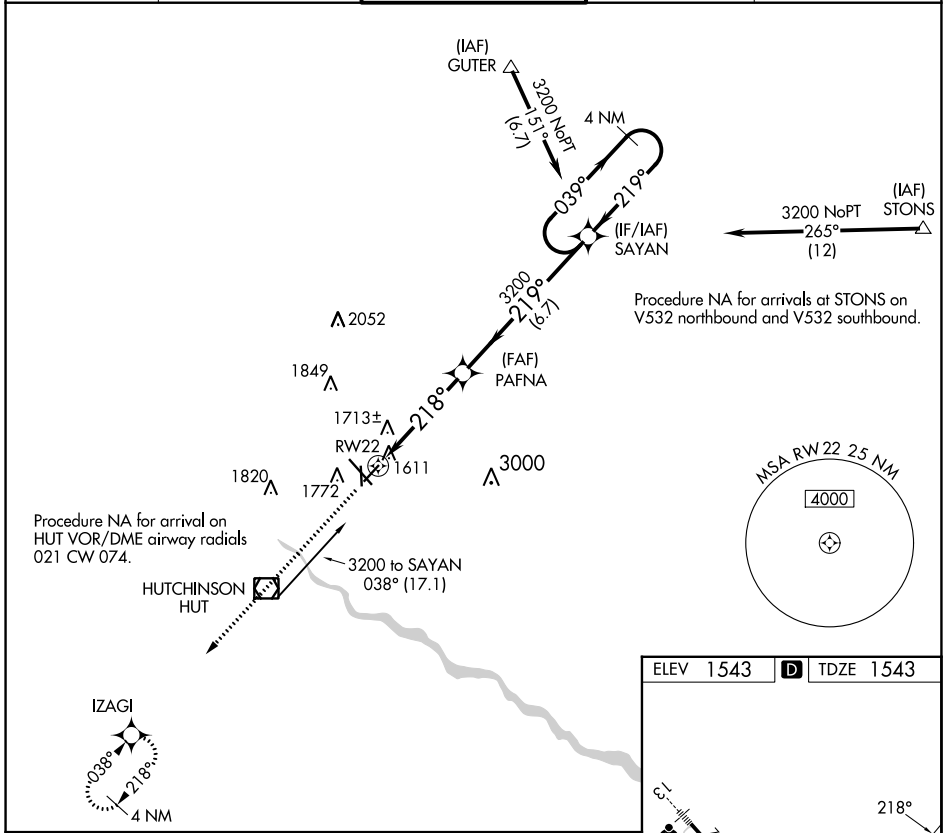 (IAF)
GUTER
3200 NoPT
151°
(6.7)
4 NM
039°
219°
(IF/IAF)
SAYAN
(IAF)
STONS
3200 NoPT
265°
(12)
Procedure NA for arrivals at STONS on
V532 northbound and V532 southbound.
3200
219°
(6.7)
2052
(FAF)
PAFNA
1849
218°
1713±
RW22
1611
3000
1820
1772
MSA RW22 25 NM
4000
Procedure NA for arrival on
HUT VOR/DME airway radials
021 CW 074.
HUTCHINSON
HUT
3200 to SAYAN
038° (17.1)
IZAGI
038°
218°
4 NM
ELEV 1543 D TDZE 1543
13
218°